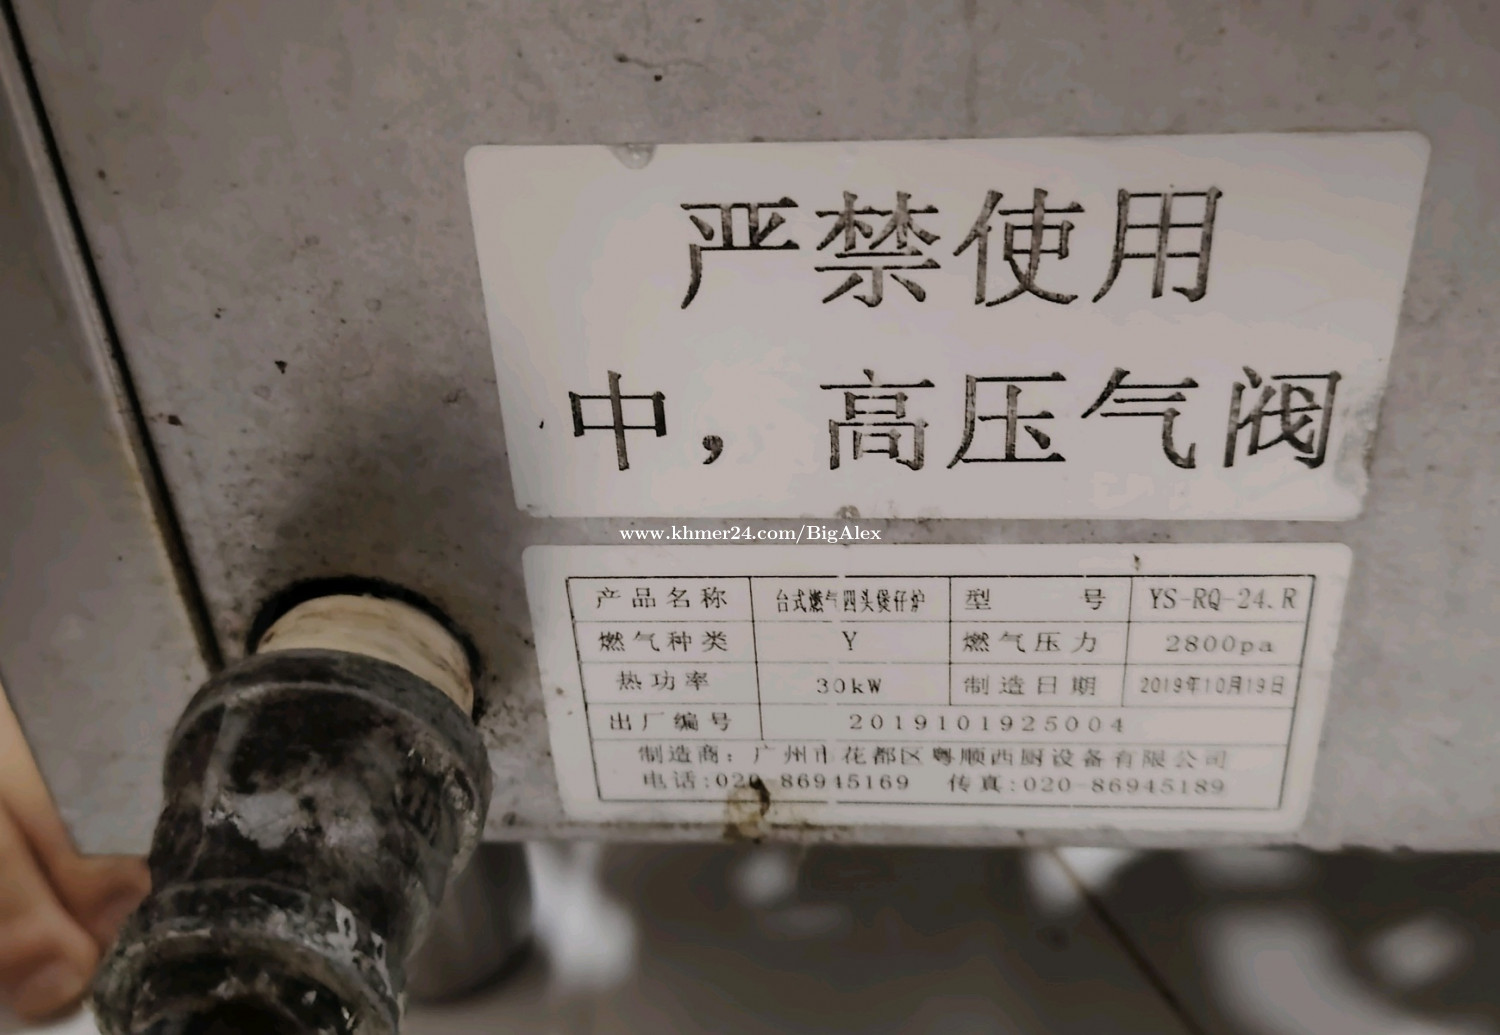 严禁使用
中，高压气阀
www.khmer24.com/BigAlex
产品名称 台式燃气四头煲仔炉 型号 YS-RQ-24.R
燃气种类 Y 燃气压力 2800pa
热功率 30kW 制造日期 2019年10月19日
出厂编号 2019101925004
制造商：广州市花都区粤顺西厨设备有限公司
电话:020-86945169 传真:020-86945189